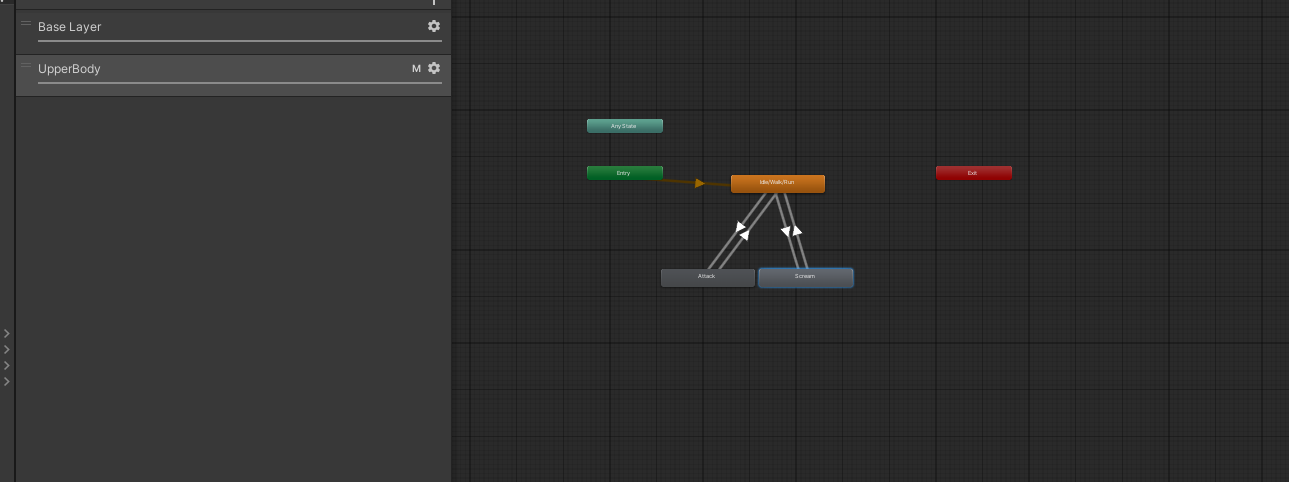 Base Layer
UpperBody M
Any State
Entry
Idle/Walk/Run
Exit
Attack
Scream